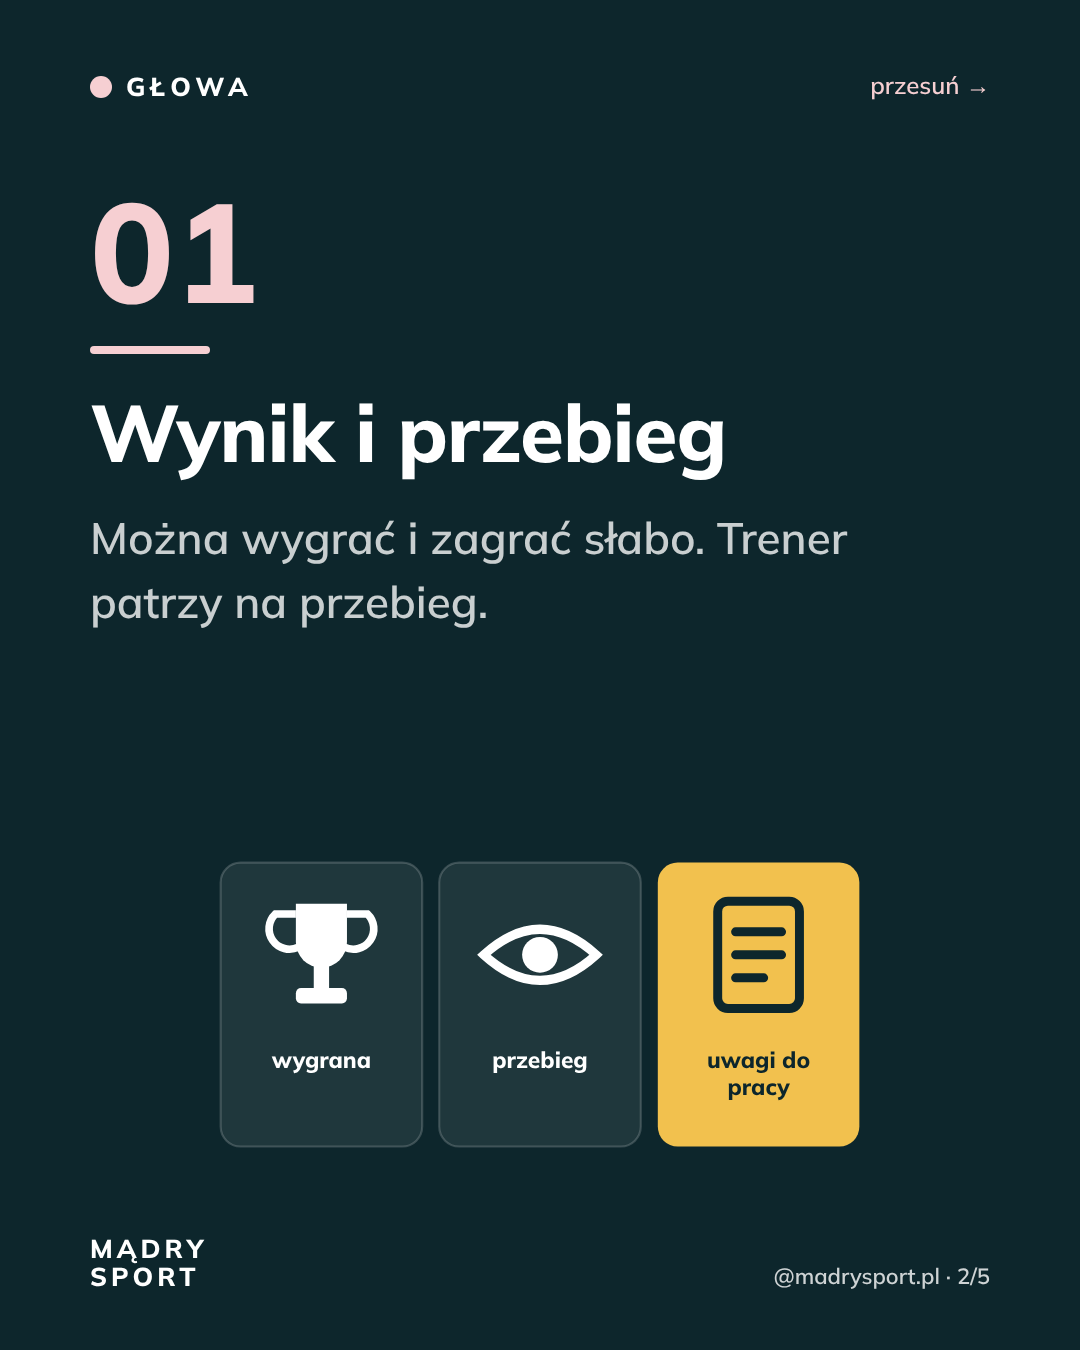 GŁOWA
przesuń →
01
Wynik i przebieg
Można wygrać i zagrać słabo. Trener
patrzy na przebieg.
wygrana
przebieg
uwagi do
pracy
MĄDRY
SPORT
@madrysport.pl · 2/5